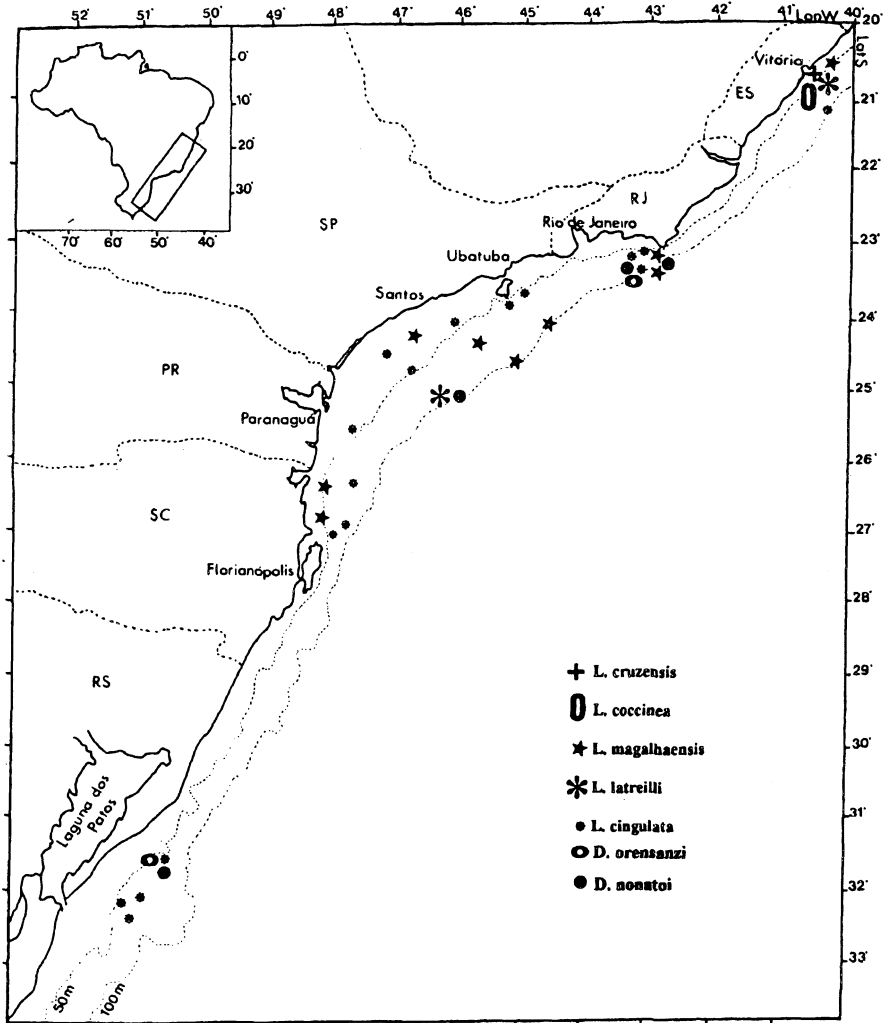 52° 51° 50° 49° 48° 47° 46° 45° 44° 43° 42° 41° LonW 40°
20°
LatS
Vitória
ES
21°
0°
10°
20°
30°
70° 60° 50° 40°
22°
RJ
SP
Rio de Janeiro
23°
Ubatuba
Santos
24°
PR
25°
Paranaguá
26°
SC
27°
Florianópolis
28°
L. cruzensis
29°
RS
L. coccinea
L. magalhaensis
30°
L. latreilli
Laguna dos
Patos
31°
L. cingulata
D. orensanzi
D. nonatoi
32°
33°
50m
100m